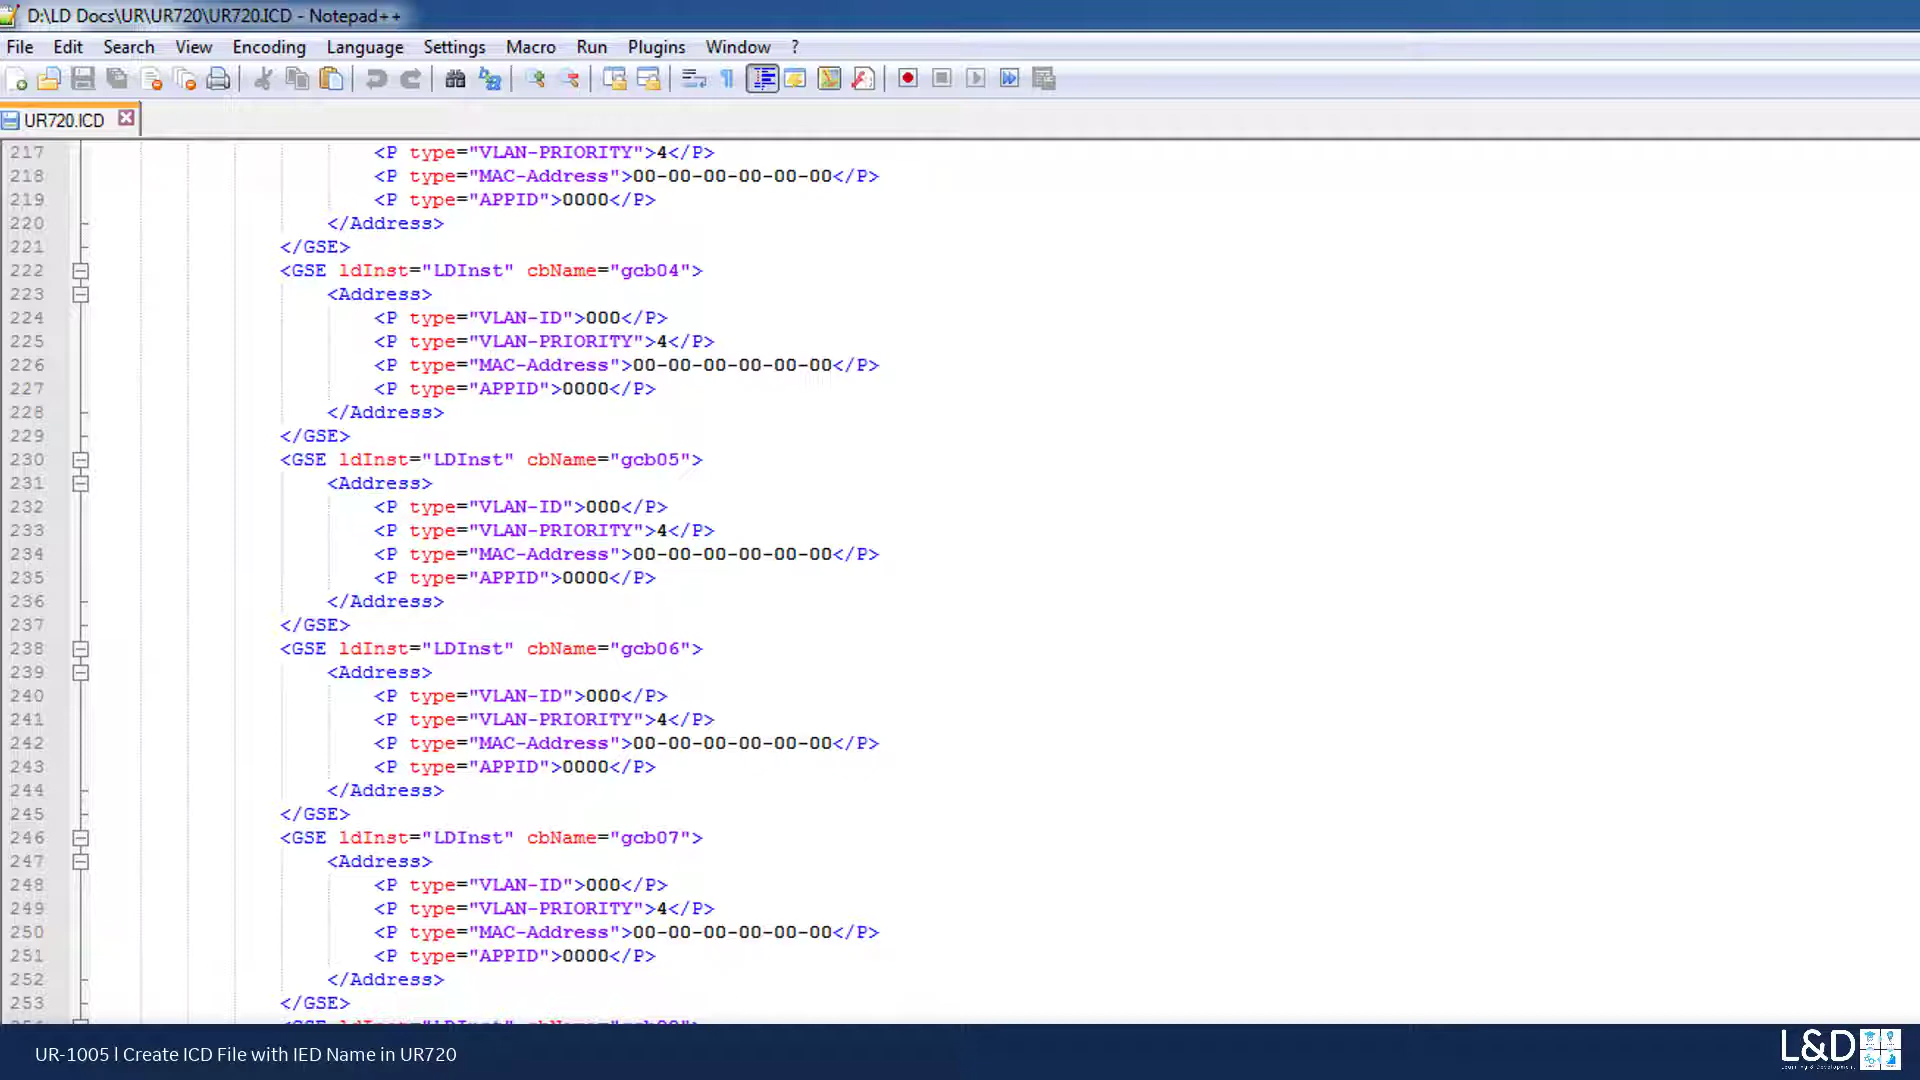 D:\LD Docs\UR\UR720\UR720.ICD - Notepad++
File Edit Search View Encoding Language Settings Macro Run Plugins Window ?
UR720.ICD
217 <P type="VLAN-PRIORITY">4</P>
218 <P type="MAC-Address">00-00-00-00-00-00</P>
219 <P type="APPID">0000</P>
220 </Address>
221 </GSE>
222 <GSE ldInst="LDInst" cbName="gcb04">
223 <Address>
224 <P type="VLAN-ID">000</P>
225 <P type="VLAN-PRIORITY">4</P>
226 <P type="MAC-Address">00-00-00-00-00-00</P>
227 <P type="APPID">0000</P>
228 </Address>
229 </GSE>
230 <GSE ldInst="LDInst" cbName="gcb05">
231 <Address>
232 <P type="VLAN-ID">000</P>
233 <P type="VLAN-PRIORITY">4</P>
234 <P type="MAC-Address">00-00-00-00-00-00</P>
235 <P type="APPID">0000</P>
236 </Address>
237 </GSE>
238 <GSE ldInst="LDInst" cbName="gcb06">
239 <Address>
240 <P type="VLAN-ID">000</P>
241 <P type="VLAN-PRIORITY">4</P>
242 <P type="MAC-Address">00-00-00-00-00-00</P>
243 <P type="APPID">0000</P>
244 </Address>
245 </GSE>
246 <GSE ldInst="LDInst" cbName="gcb07">
247 <Address>
248 <P type="VLAN-ID">000</P>
249 <P type="VLAN-PRIORITY">4</P>
250 <P type="MAC-Address">00-00-00-00-00-00</P>
251 <P type="APPID">0000</P>
252 </Address>
253 </GSE>
UR-1005 l Create ICD File with IED Name in UR720
L&D
Learning & Development